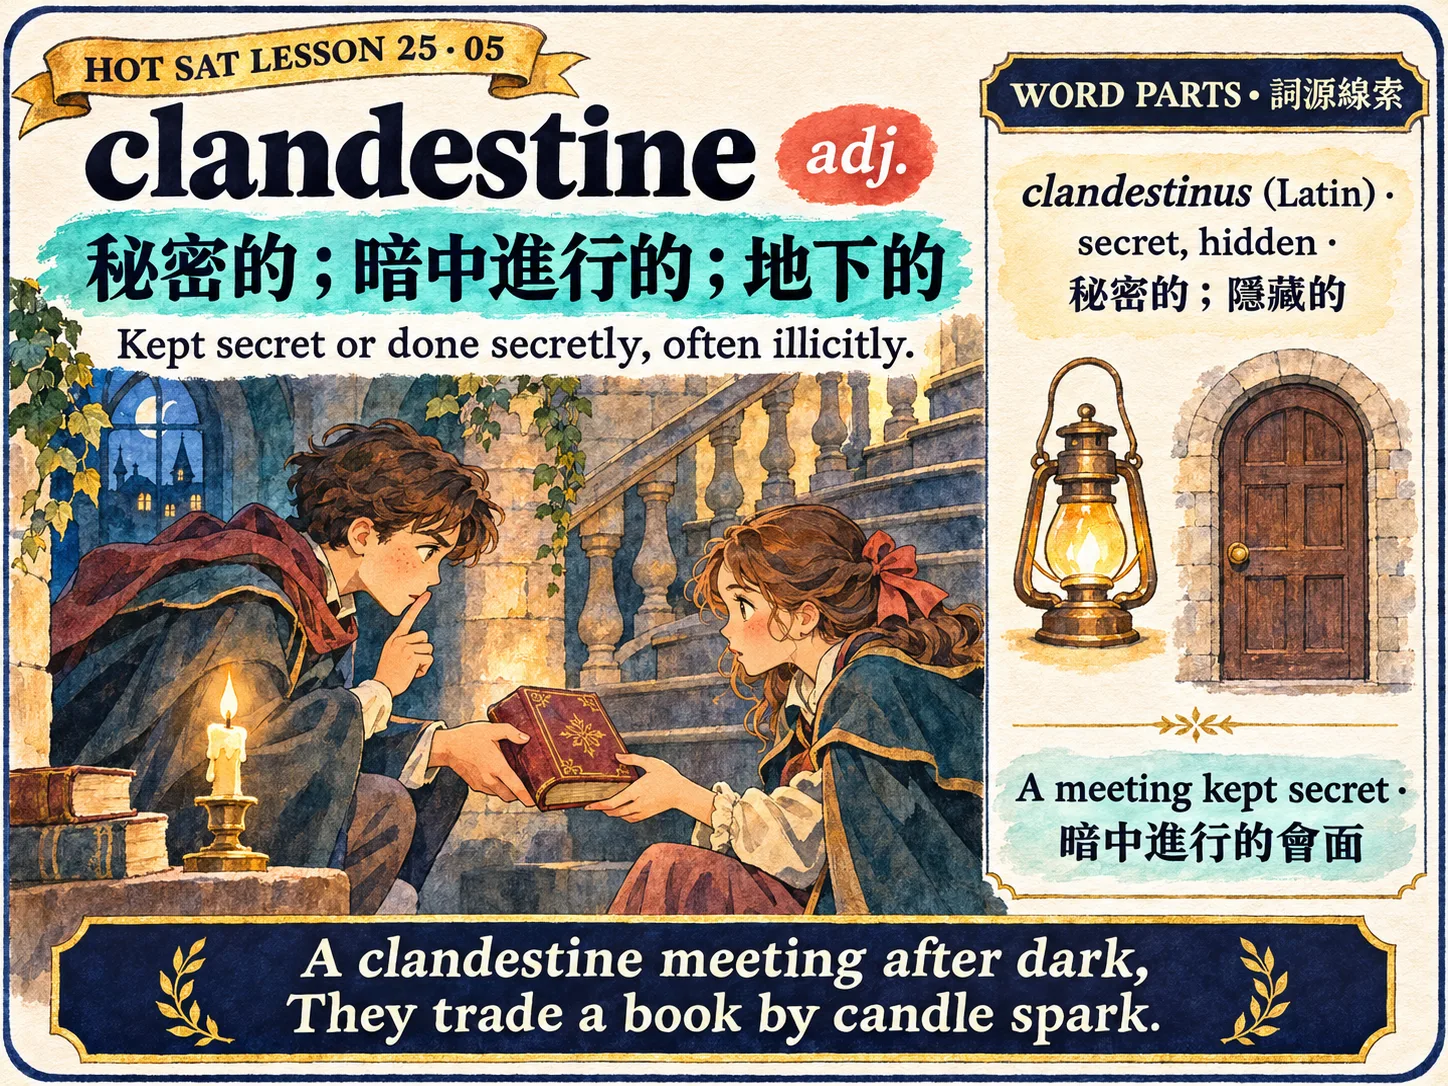 HOT SAT LESSON 25 · 05
clandestine
adj.
秘密的；暗中進行的；地下的
Kept secret or done secretly, often illicitly.
WORD PARTS · 詞源線索
clandestinus (Latin) ·
secret, hidden ·
秘密的；隱藏的
A meeting kept secret ·
暗中進行的會面
A clandestine meeting after dark,
They trade a book by candle spark.